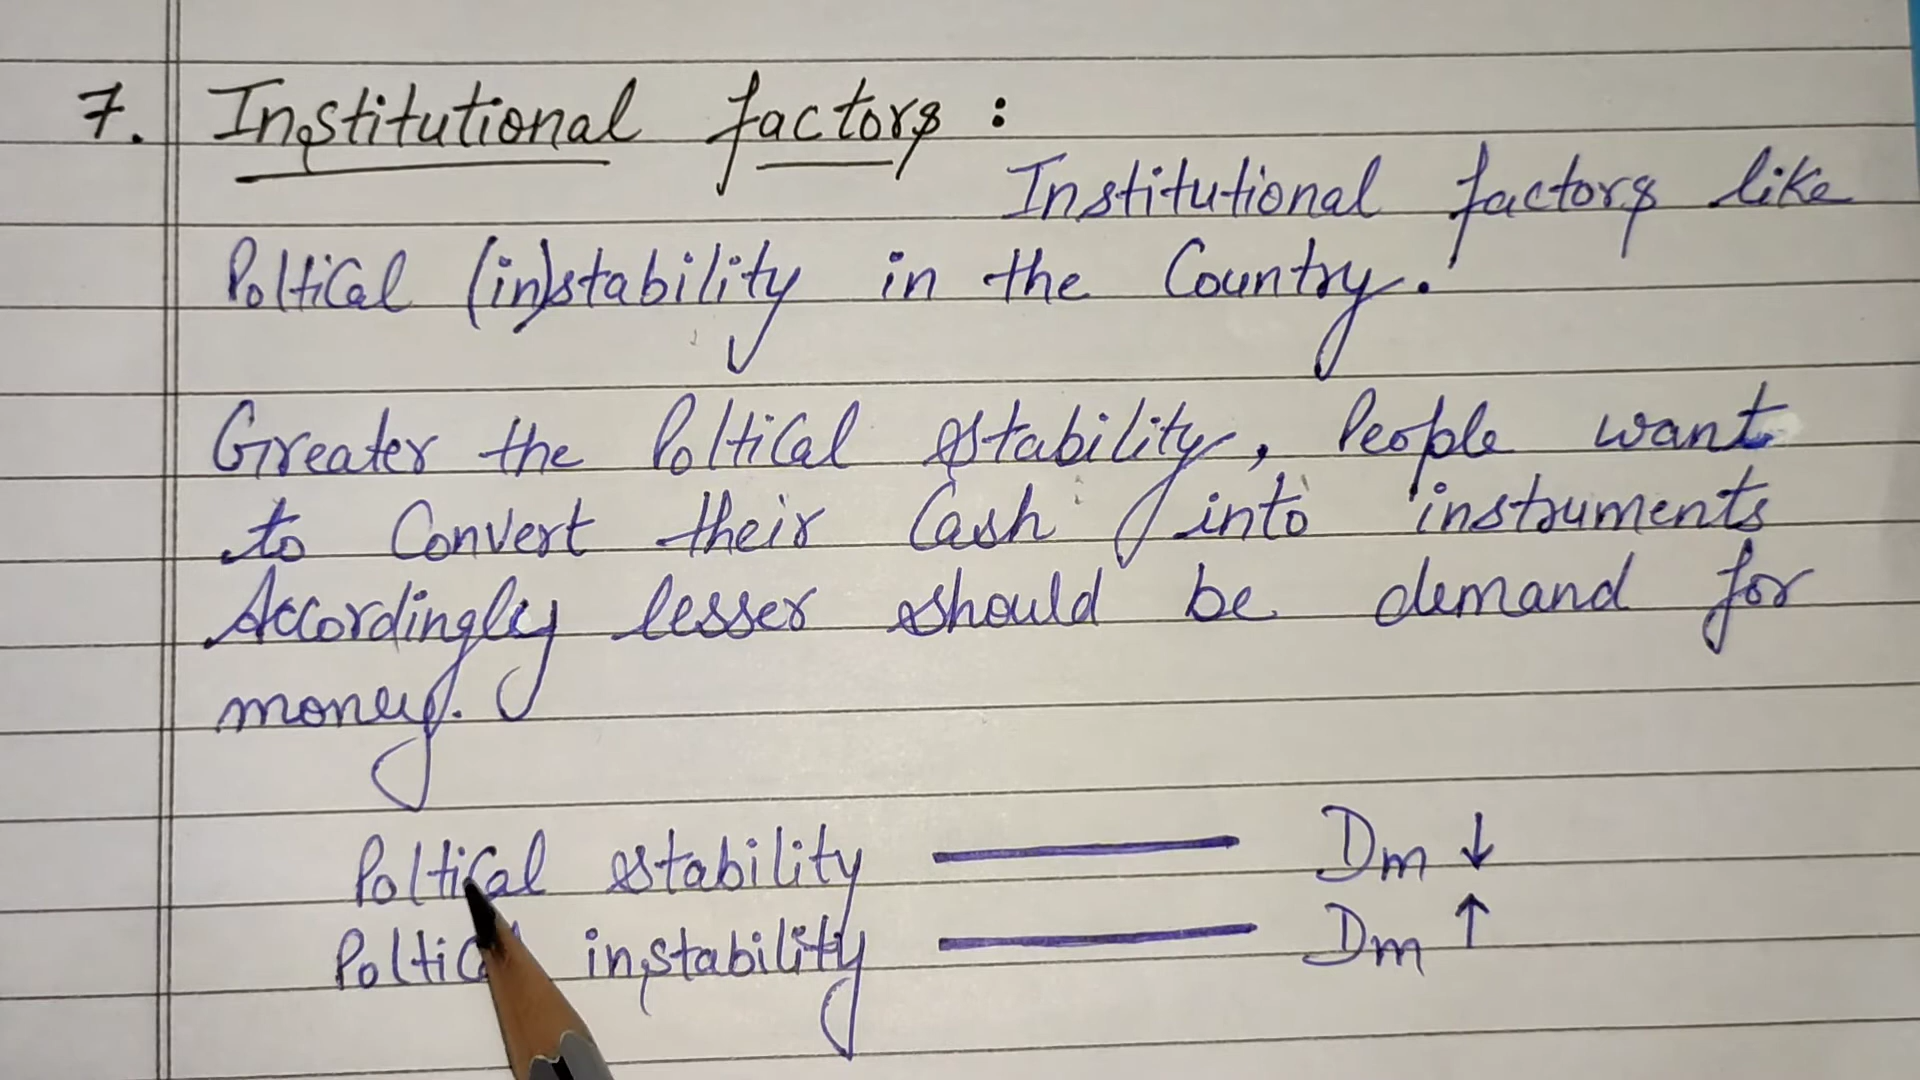 7. Institutional factors :
Institutional factors like
Poltical (in)stability in the Country.
Greater the Poltical stability, People want
to Convert their Cash into instruments
Accordingly lesser should be demand for
money.
Poltical stability —— Dm ↓
Poltical instability —— Dm ↑